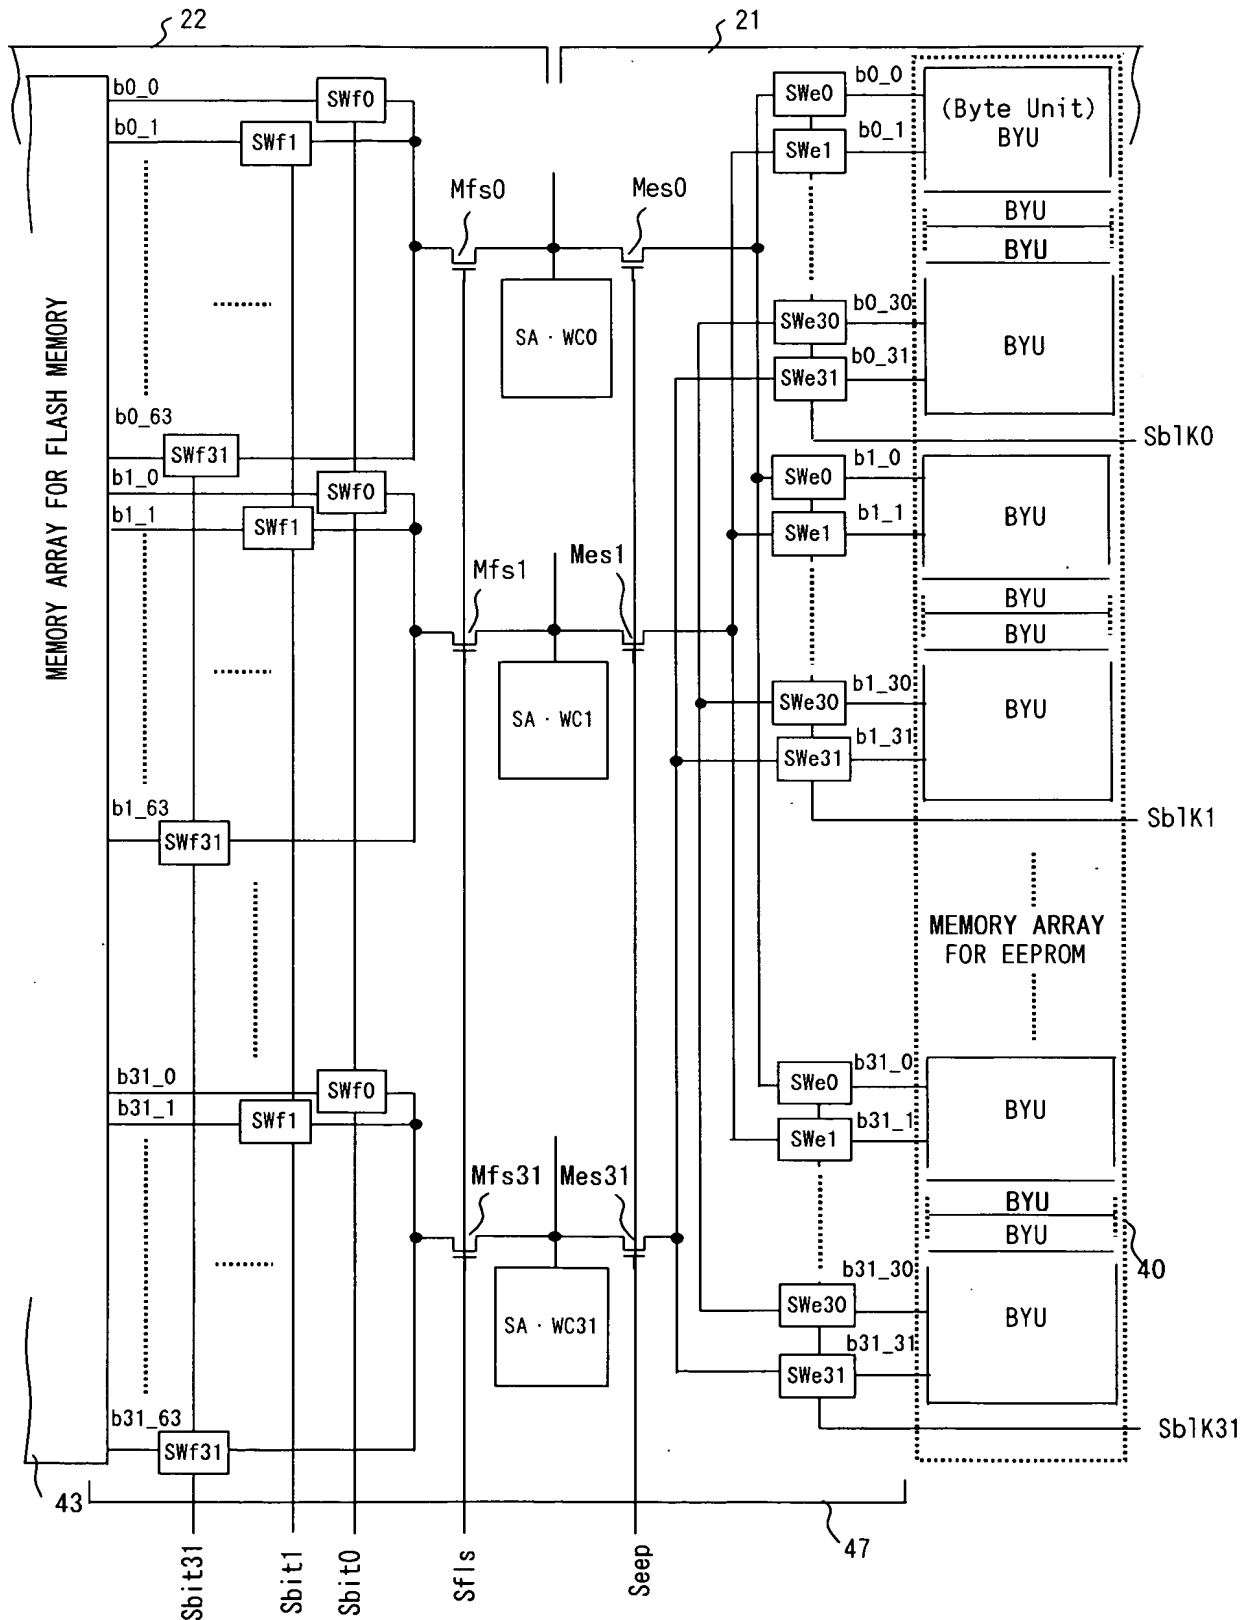 22
21
b0_0
SWf0
b0_1
SWf1
b0_63
SWf31
b1_0
SWf0
b1_1
SWf1
b1_63
SWf31
b31_0
SWf0
b31_1
SWf1
b31_63
SWf31
MEMORY ARRAY FOR FLASH MEMORY
43
Mfs0
Mes0
SA · WC0
Mfs1
Mes1
SA · WC1
Mfs31
Mes31
SA · WC31
SWe0
b0_0
SWe1
b0_1
(Byte Unit)
BYU
BYU
BYU
SWe30
b0_30
SWe31
b0_31
BYU
SblK0
SWe0
b1_0
SWe1
b1_1
BYU
BYU
BYU
SWe30
b1_30
SWe31
b1_31
BYU
SblK1
MEMORY ARRAY
FOR EEPROM
SWe0
b31_0
SWe1
b31_1
BYU
BYU
BYU
SWe30
b31_30
SWe31
b31_31
BYU
40
SblK31
47
Sbit31
Sbit1
Sbit0
Sfls
Seep